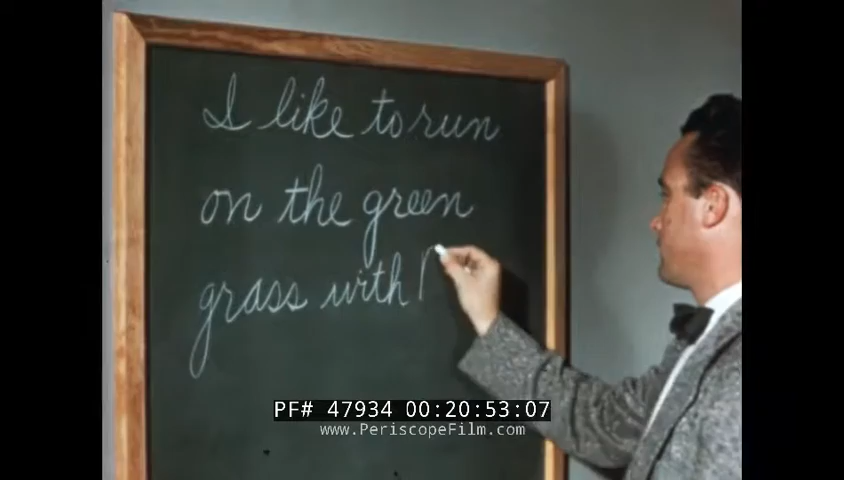 I like to run
on the green
grass with
PF# 47934 00:20:53:07
www.PeriscopeFilm.com